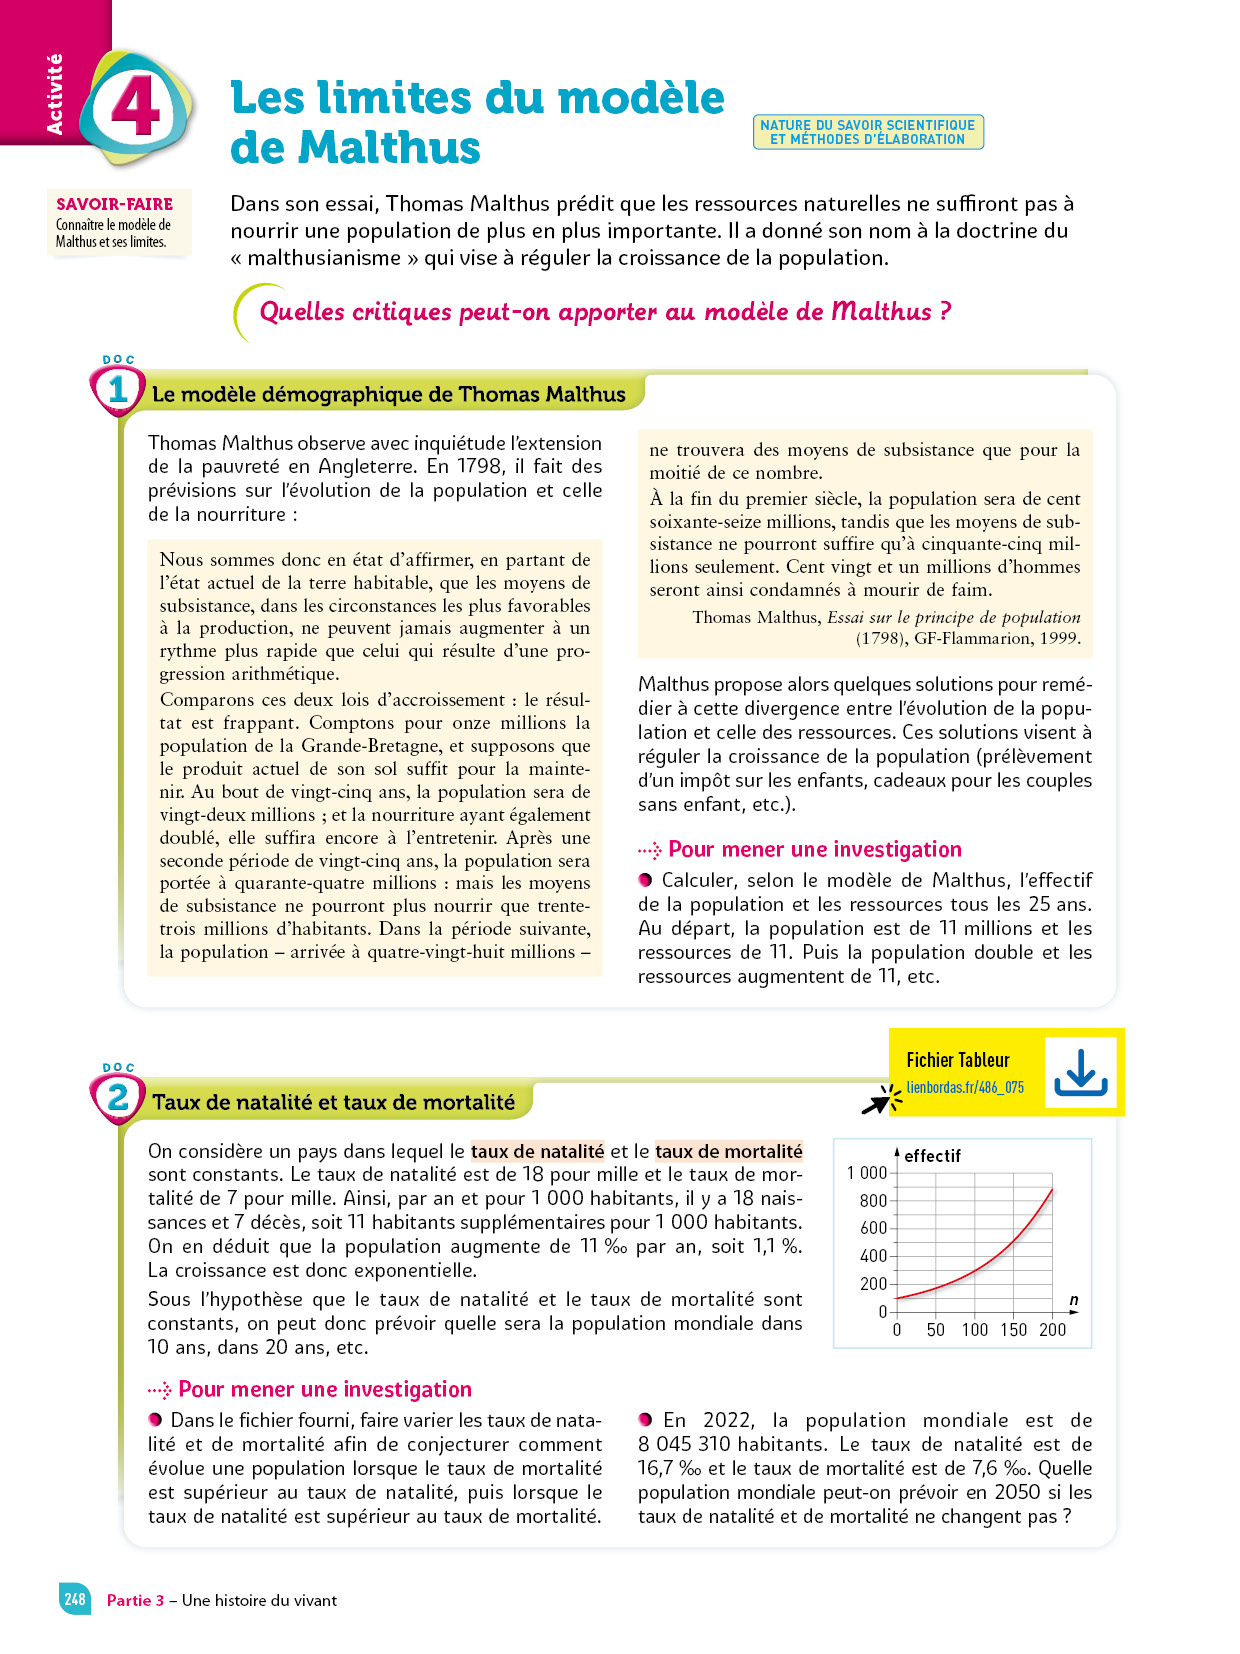 Activité
4
Les limites du modèle
de Malthus
NATURE DU SAVOIR SCIENTIFIQUE
ET MÉTHODES D'ÉLABORATION
SAVOIR-FAIRE
Connaître le modèle de
Malthus et ses limites.
Dans son essai, Thomas Malthus prédit que les ressources naturelles ne suffiront pas à
nourrir une population de plus en plus importante. Il a donné son nom à la doctrine du
« malthusianisme » qui vise à réguler la croissance de la population.
Quelles critiques peut-on apporter au modèle de Malthus ?
DOC
1
Le modèle démographique de Thomas Malthus
Thomas Malthus observe avec inquiétude l'extension
de la pauvreté en Angleterre. En 1798, il fait des
prévisions sur l'évolution de la population et celle
de la nourriture :
Nous sommes donc en état d'affirmer, en partant de
l'état actuel de la terre habitable, que les moyens de
subsistance, dans les circonstances les plus favorables
à la production, ne peuvent jamais augmenter à un
rythme plus rapide que celui qui résulte d'une pro-
gression arithmétique.
Comparons ces deux lois d'accroissement : le résul-
tat est frappant. Comptons pour onze millions la
population de la Grande-Bretagne, et supposons que
le produit actuel de son sol suffit pour la mainte-
nir. Au bout de vingt-cinq ans, la population sera de
vingt-deux millions ; et la nourriture ayant également
doublé, elle suffira encore à l'entretenir. Après une
seconde période de vingt-cinq ans, la population sera
portée à quarante-quatre millions : mais les moyens
de subsistance ne pourront plus nourrir que trente-
trois millions d'habitants. Dans la période suivante,
la population – arrivée à quatre-vingt-huit millions –
ne trouvera des moyens de subsistance que pour la
moitié de ce nombre.
À la fin du premier siècle, la population sera de cent
soixante-seize millions, tandis que les moyens de sub-
sistance ne pourront suffire qu'à cinquante-cinq mil-
lions seulement. Cent vingt et un millions d'hommes
seront ainsi condamnés à mourir de faim.
Thomas Malthus, Essai sur le principe de population
(1798), GF-Flammarion, 1999.
Malthus propose alors quelques solutions pour remé-
dier à cette divergence entre l'évolution de la popu-
lation et celle des ressources. Ces solutions visent à
réguler la croissance de la population (prélèvement
d'un impôt sur les enfants, cadeaux pour les couples
sans enfant, etc.).
Pour mener une investigation
Calculer, selon le modèle de Malthus, l'effectif
de la population et les ressources tous les 25 ans.
Au départ, la population est de 11 millions et les
ressources de 11. Puis la population double et les
ressources augmentent de 11, etc.
Fichier Tableur
lienbordas.fr/486_075
DOC
2
Taux de natalité et taux de mortalité
On considère un pays dans lequel le taux de natalité et le taux de mortalité
sont constants. Le taux de natalité est de 18 pour mille et le taux de mor-
talité de 7 pour mille. Ainsi, par an et pour 1 000 habitants, il y a 18 nais-
sances et 7 décès, soit 11 habitants supplémentaires pour 1 000 habitants.
On en déduit que la population augmente de 11 ‰ par an, soit 1,1 %.
La croissance est donc exponentielle.
Sous l'hypothèse que le taux de natalité et le taux de mortalité sont
constants, on peut donc prévoir quelle sera la population mondiale dans
10 ans, dans 20 ans, etc.
effectif
1 000
800
600
400
200
0
n
0 50 100 150 200
Pour mener une investigation
Dans le fichier fourni, faire varier les taux de nata-
lité et de mortalité afin de conjecturer comment
évolue une population lorsque le taux de mortalité
est supérieur au taux de natalité, puis lorsque le
taux de natalité est supérieur au taux de mortalité.
En 2022, la population mondiale est de
8 045 310 habitants. Le taux de natalité est de
16,7 ‰ et le taux de mortalité est de 7,6 ‰. Quelle
population mondiale peut-on prévoir en 2050 si les
taux de natalité et de mortalité ne changent pas ?
248
Partie 3 – Une histoire du vivant